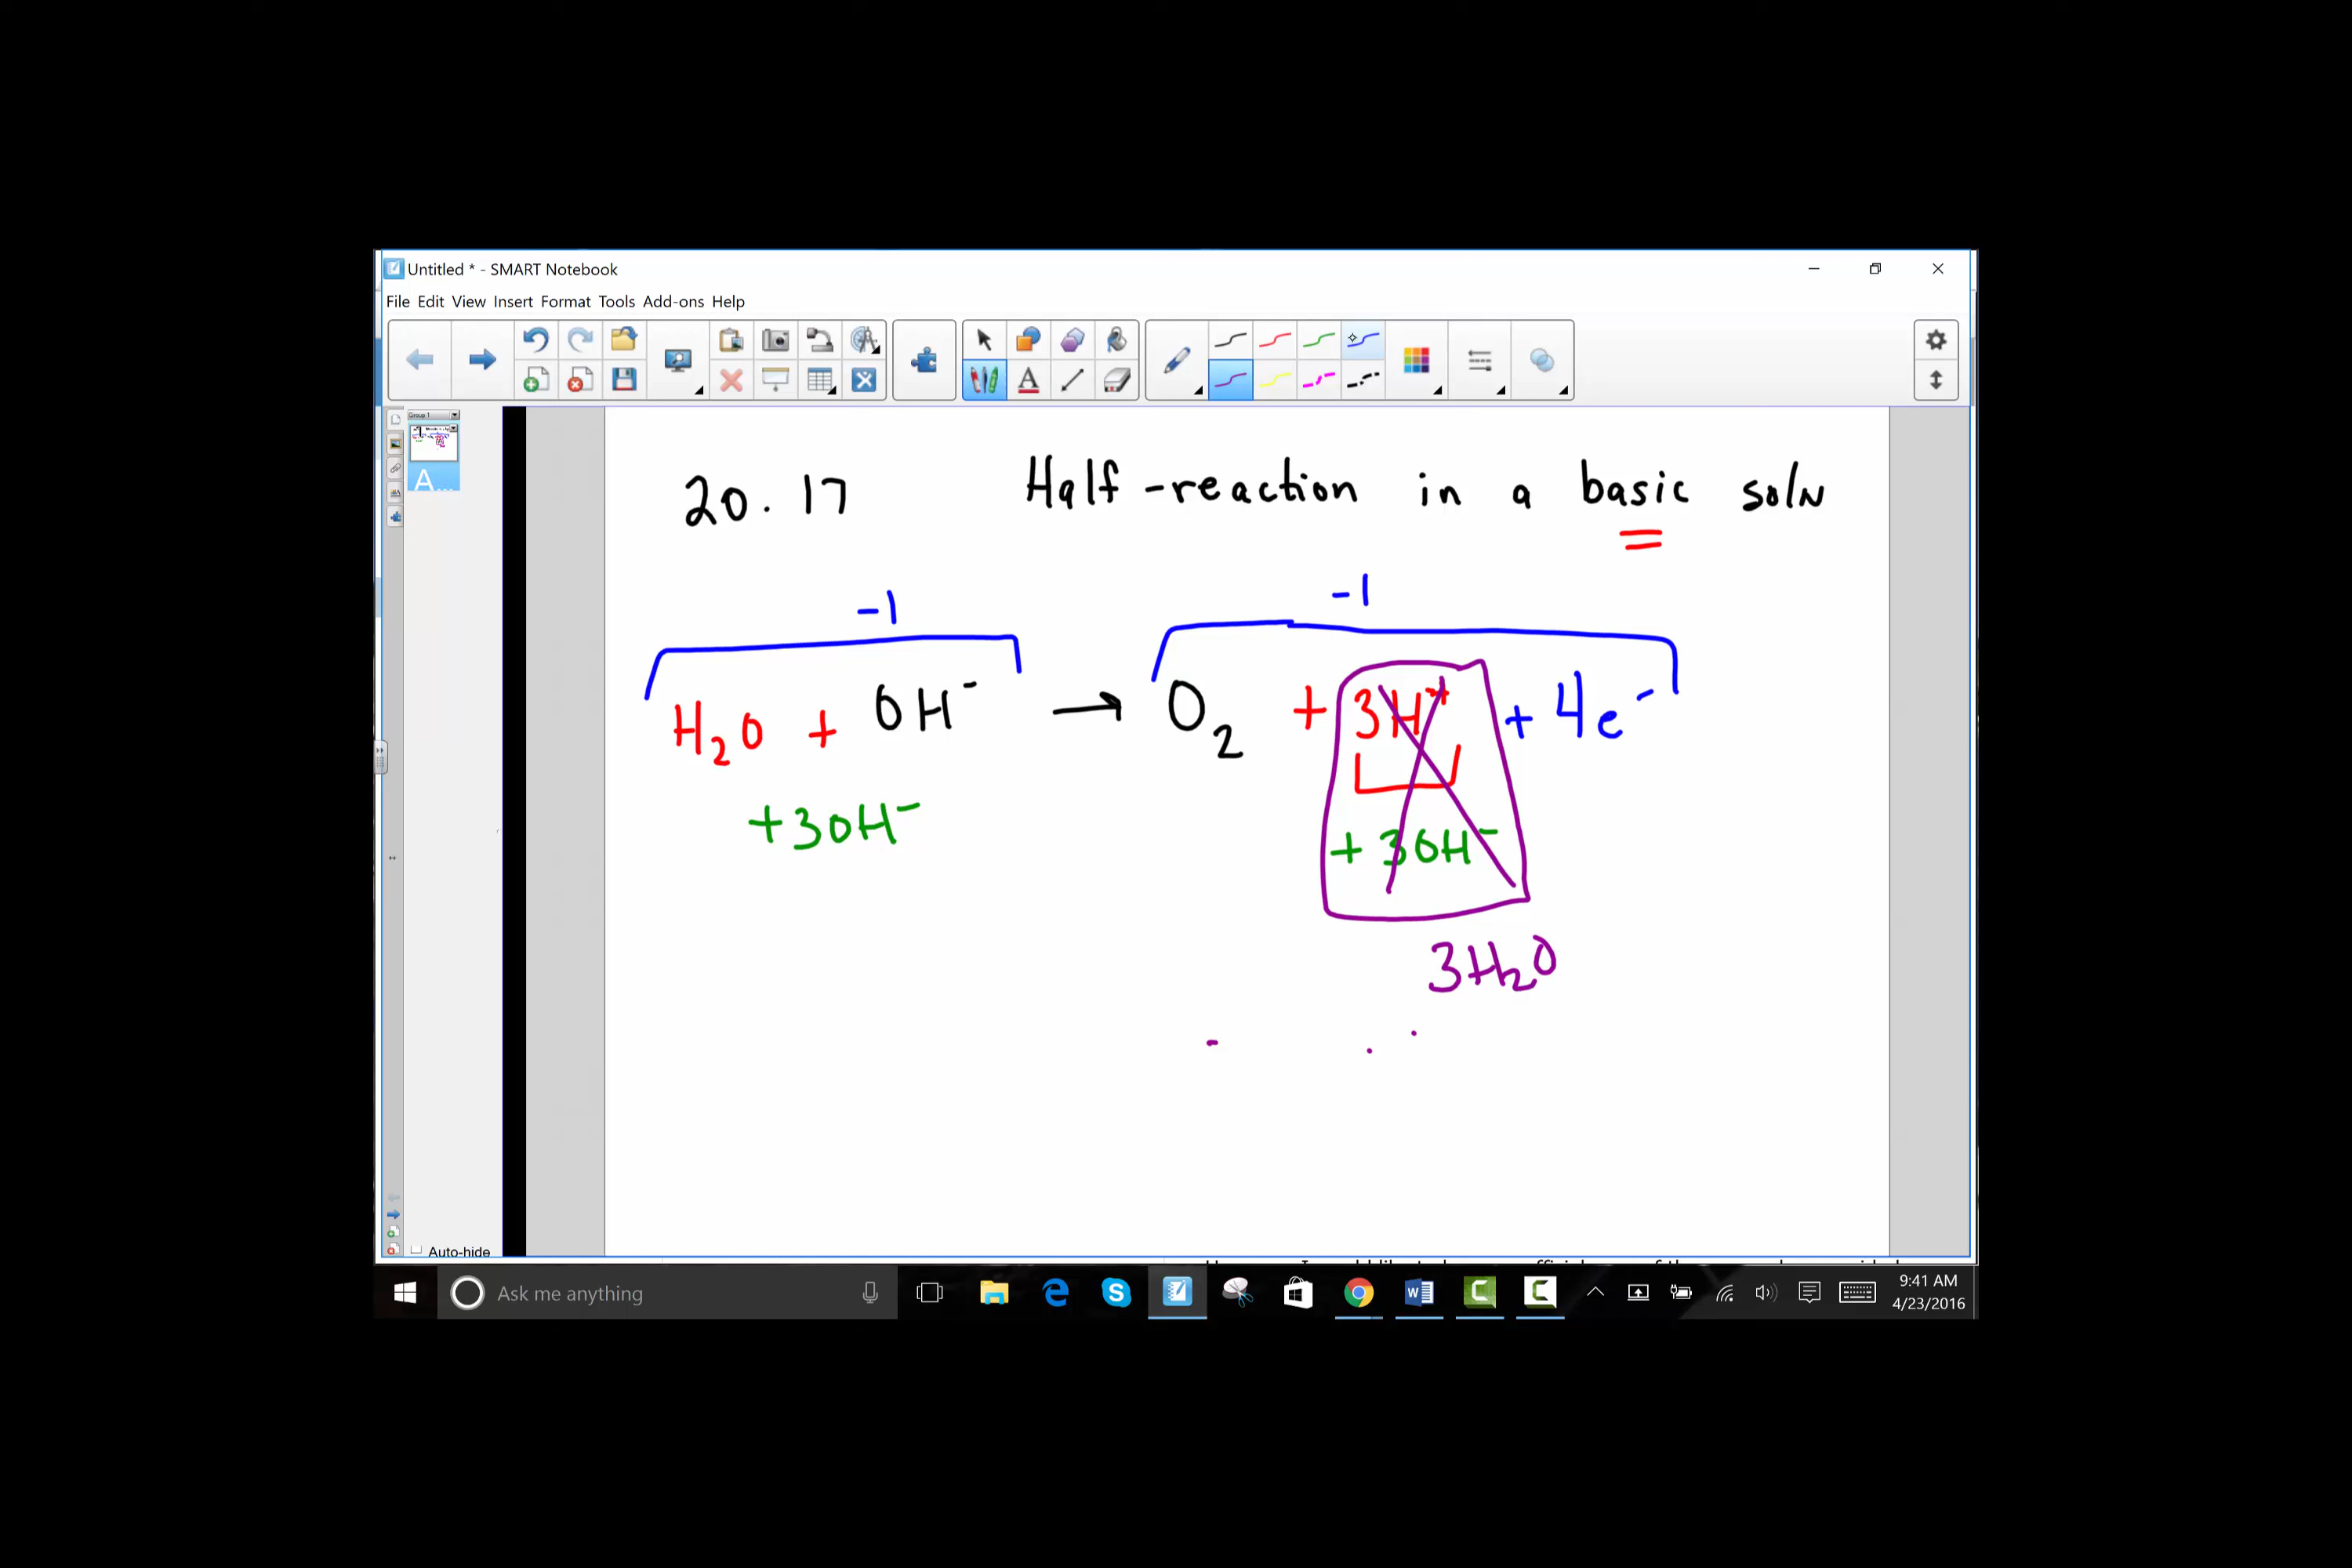 Untitled * - SMART Notebook
File Edit View Insert Format Tools Add-ons Help
Group 1
A...
20.17 Half-reaction in a basic soln
-1 -1
H₂O + OH⁻ → O₂ + 3H⁺ + 4e⁻
+3OH⁻ + 3OH⁻
3H₂O
Auto-hide
Ask me anything
9:41 AM
4/23/2016